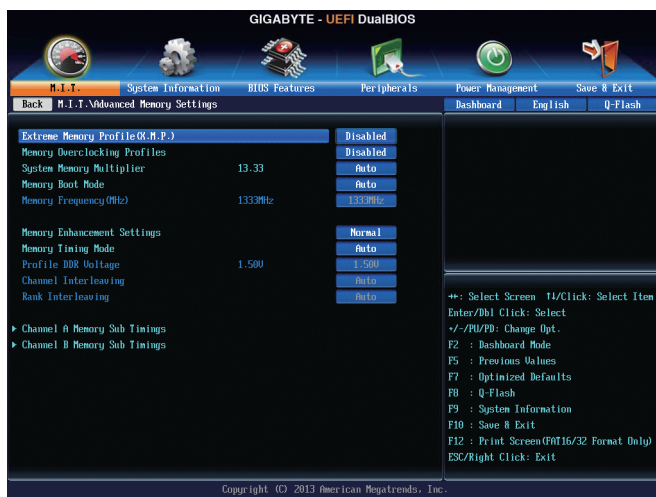 GIGABYTE - UEFI DualBIOS
M.I.T. System Information BIOS Features Peripherals Power Management Save & Exit
Back M.I.T.\Advanced Memory Settings Dashboard English Q-Flash
Extreme Memory Profile(X.M.P.) Disabled
Memory Overclocking Profiles Disabled
System Memory Multiplier 13.33 Auto
Memory Boot Mode Auto
Memory Frequency(MHz) 1333MHz 1333MHz
Memory Enhancement Settings Normal
Memory Timing Mode Auto
Profile DDR Voltage 1.50V 1.50V
Channel Interleaving Auto
Rank Interleaving Auto
Channel A Memory Sub Timings
Channel B Memory Sub Timings
→←: Select Screen ↑↓/Click: Select Item
Enter/Dbl Click: Select
+/-/PU/PD: Change Opt.
F2 : Dashboard Mode
F5 : Previous Values
F7 : Optimized Defaults
F8 : Q-Flash
F9 : System Information
F10 : Save & Exit
F12 : Print Screen(FAT16/32 Format Only)
ESC/Right Click: Exit
Copyright (C) 2013 American Megatrends, Inc.